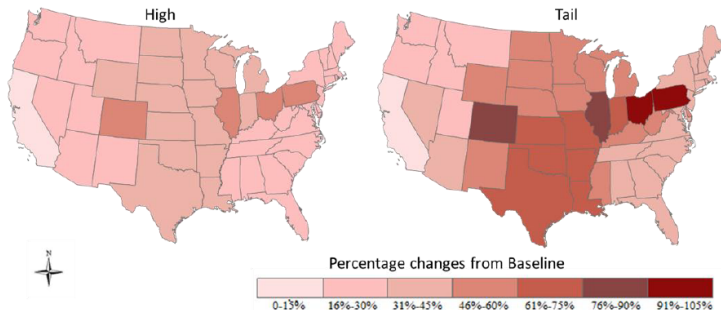 High
Tail
N
Percentage changes from Baseline
0-15%
16%-30%
31%-45%
46%-60%
61%-75%
76%-90%
91%-105%